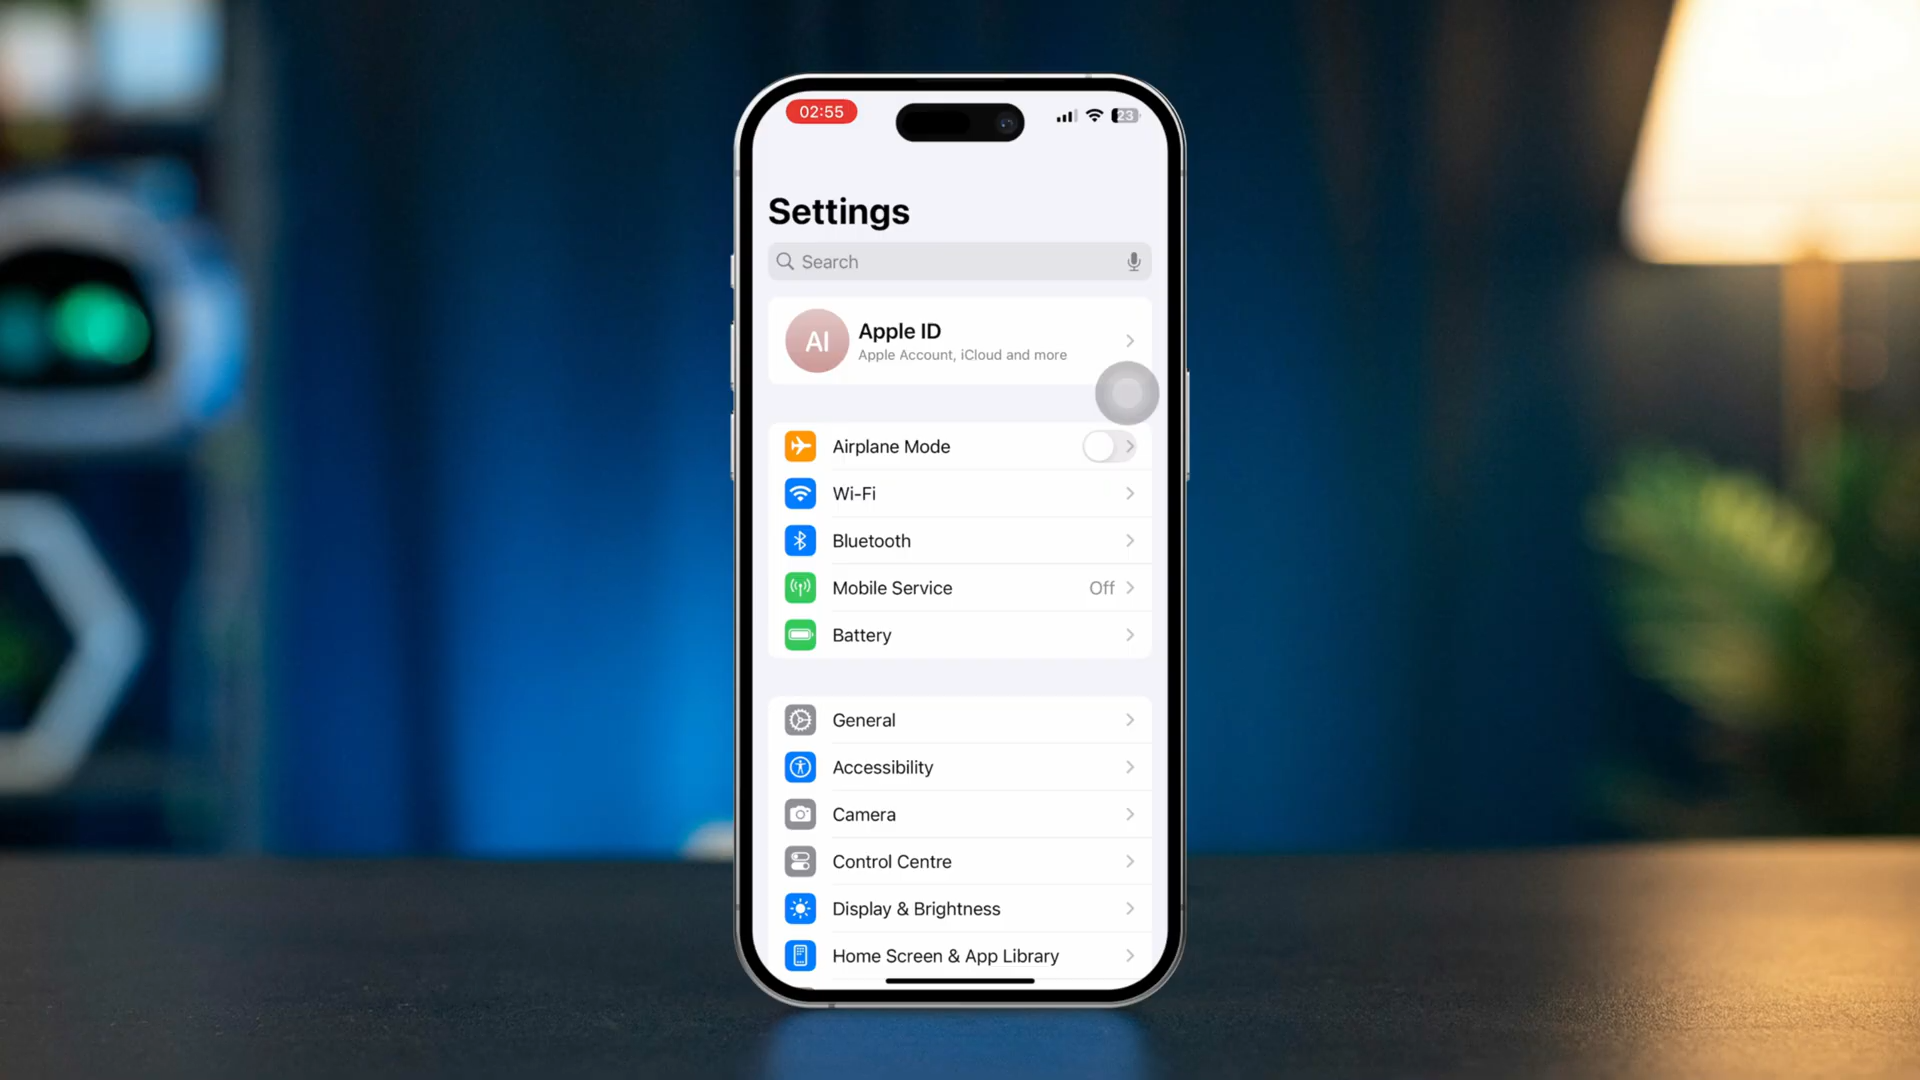 02:55
23
Settings
Search
AI
Apple ID
Apple Account, iCloud and more
Airplane Mode
Wi-Fi
Bluetooth
Mobile Service Off
Battery
General
Accessibility
Camera
Control Centre
Display & Brightness
Home Screen & App Library